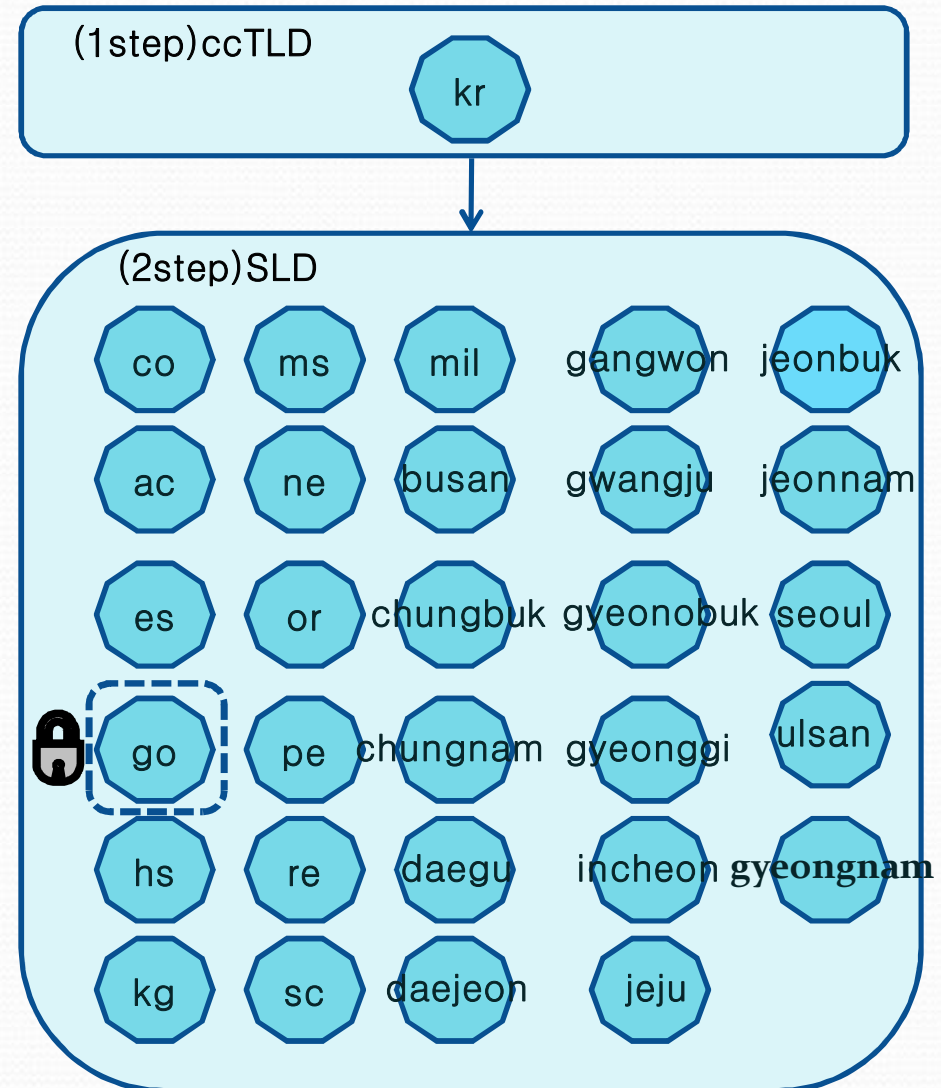 (1step)ccTLD
kr
(2step)SLD
co ms mil gangwon jeonbuk
ac ne busan gwangju jeonnam
es or chungbuk gyeonobuk seoul
go pe chungnam gyeonggi ulsan
hs re daegu incheon gyeongnam
kg sc daejeon jeju